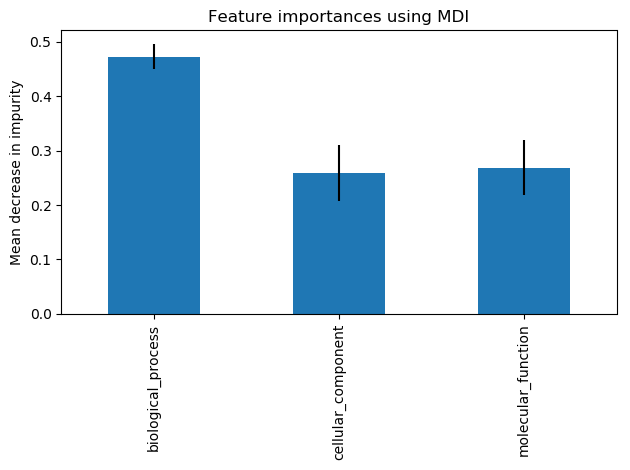 Feature importances using MDI
Mean decrease in impurity
0.5
0.4
0.3
0.2
0.1
0.0
biological_process
cellular_component
molecular_function